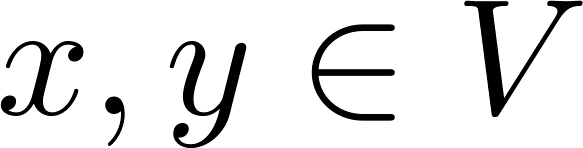 x, y ∈ V